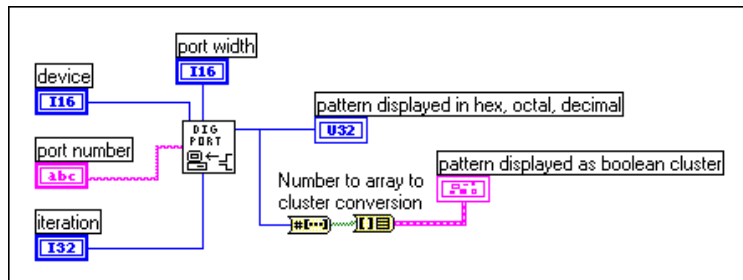 port width
I16
device
I16
pattern displayed in hex, octal, decimal
U32
DIG
PORT
port number
abc
pattern displayed as boolean cluster
Number to array to
cluster conversion
#[...]
[]
iteration
I32